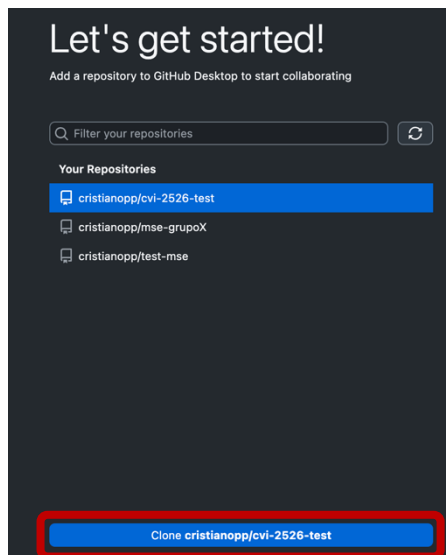 Let's get started!
Add a repository to GitHub Desktop to start collaborating
Filter your repositories
Your Repositories
cristianopp/cvi-2526-test
cristianopp/mse-grupoX
cristianopp/test-mse
Clone cristianopp/cvi-2526-test